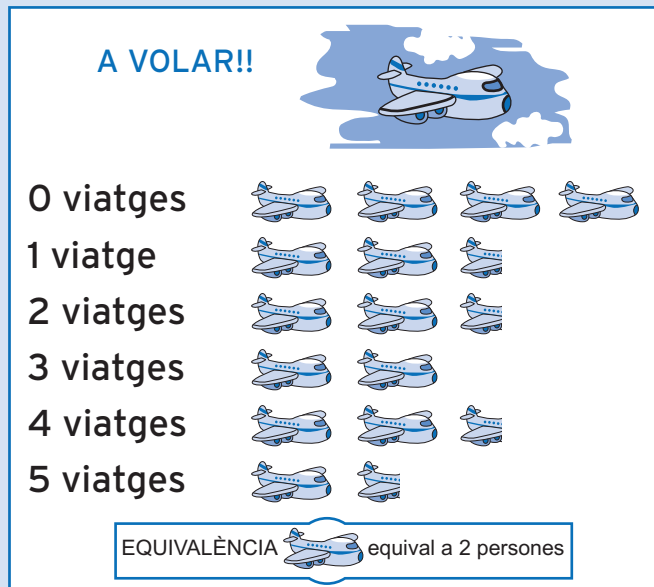 A VOLAR!!
0 viatges
1 viatge
2 viatges
3 viatges
4 viatges
5 viatges
EQUIVALÈNCIA equival a 2 persones